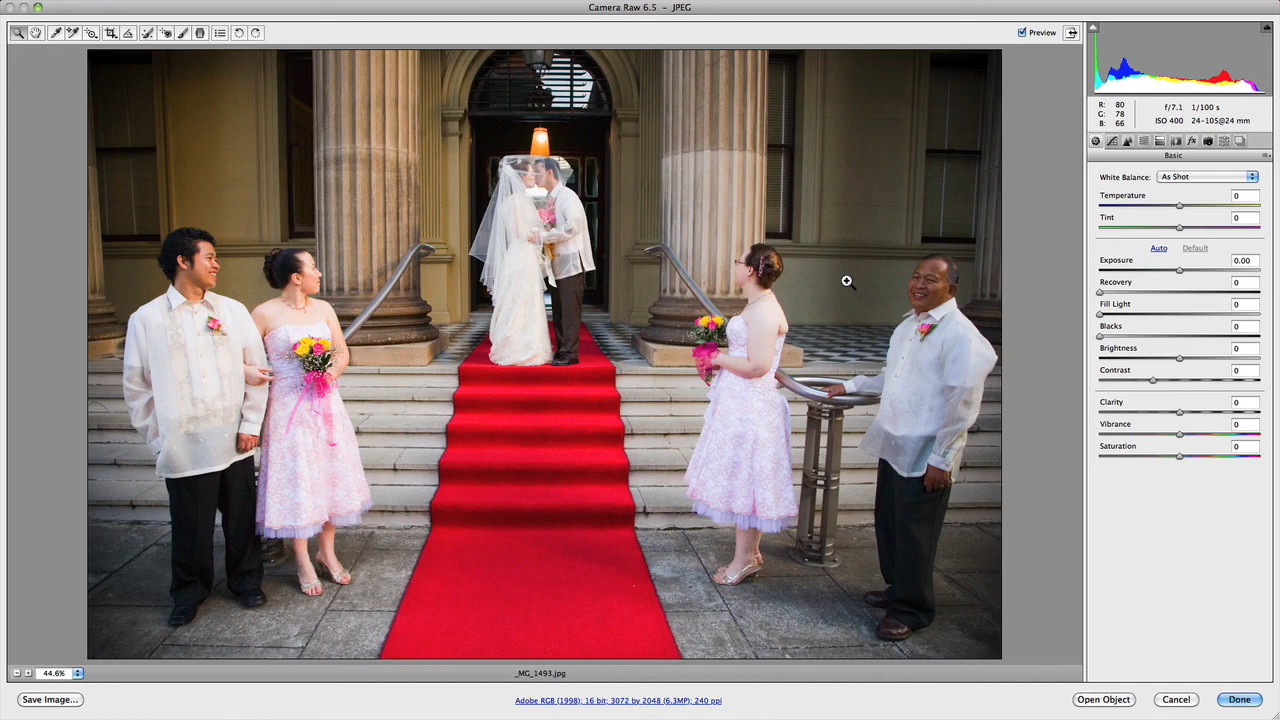 Camera Raw 6.5 - JPEG
Preview
R: 80
G: 78
B: 66
f/7.1 1/100 s
ISO 400 24-105@24 mm
Basic
White Balance: As Shot
Temperature 0
Tint 0
Auto Default
Exposure 0.00
Recovery 0
Fill Light 0
Blacks 0
Brightness 0
Contrast 0
Clarity 0
Vibrance 0
Saturation 0
44.6%
_MG_1493.jpg
Save Image...
Adobe RGB (1998); 16 bit; 3072 by 2048 (6.3MP); 240 ppi
Open Object
Cancel
Done